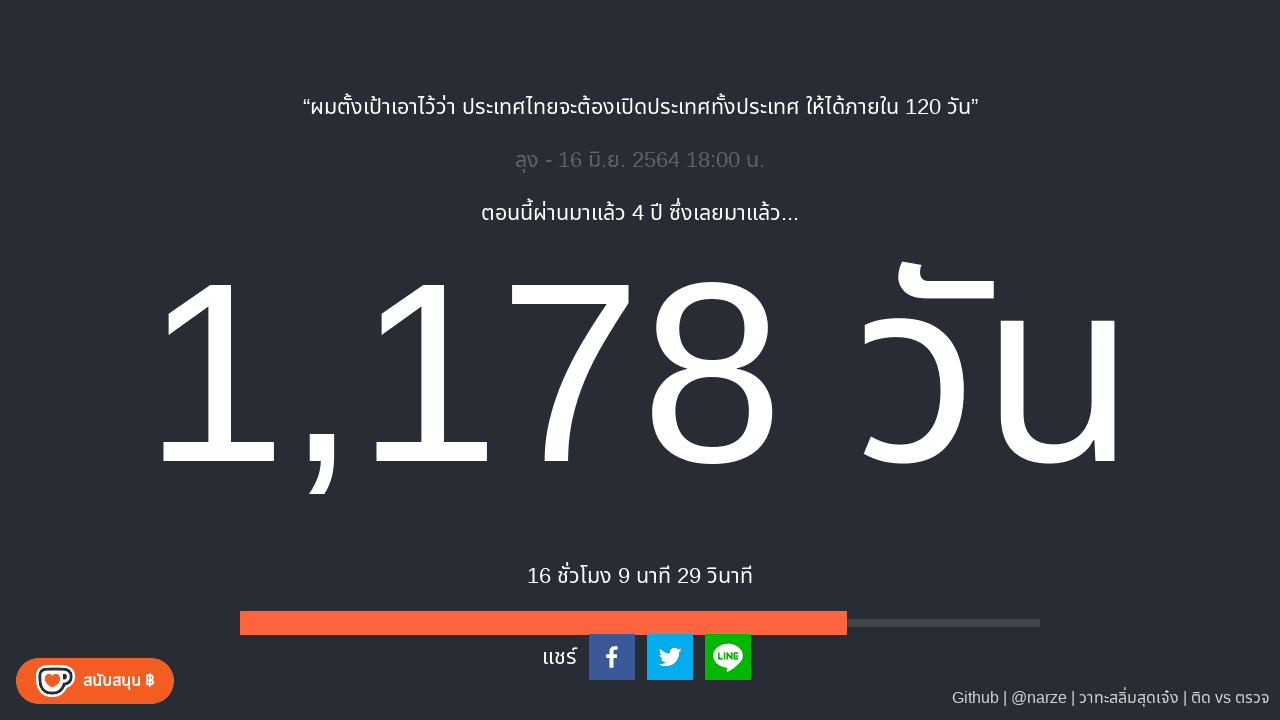 “ผมตั้งเป้าเอาไว้ว่า ประเทศไทยจะต้องเปิดประเทศทั้งประเทศ ให้ได้ภายใน 120 วัน”
ลุง - 16 มิ.ย. 2564 18:00 น.
ตอนนี้ผ่านมาแล้ว 4 ปี ซึ่งเลยมาแล้ว...
1,178 วัน
16 ชั่วโมง 9 นาที 29 วินาที
แชร์
LINE
สนับสนุน ฿
Github | @narze | วาทะสลิ่มสุดเจ๋ง | ติด vs ตรวจ